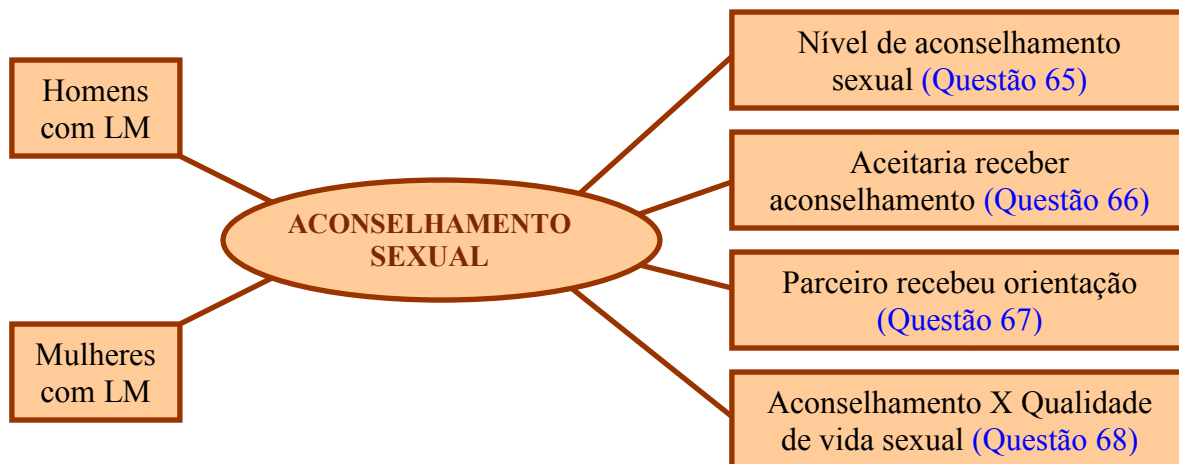 Homens
com LM
Mulheres
com LM
ACONSELHAMENTO
SEXUAL
Nível de aconselhamento
sexual (Questão 65)
Aceitaria receber
aconselhamento (Questão 66)
Parceiro recebeu orientação
(Questão 67)
Aconselhamento X Qualidade
de vida sexual (Questão 68)